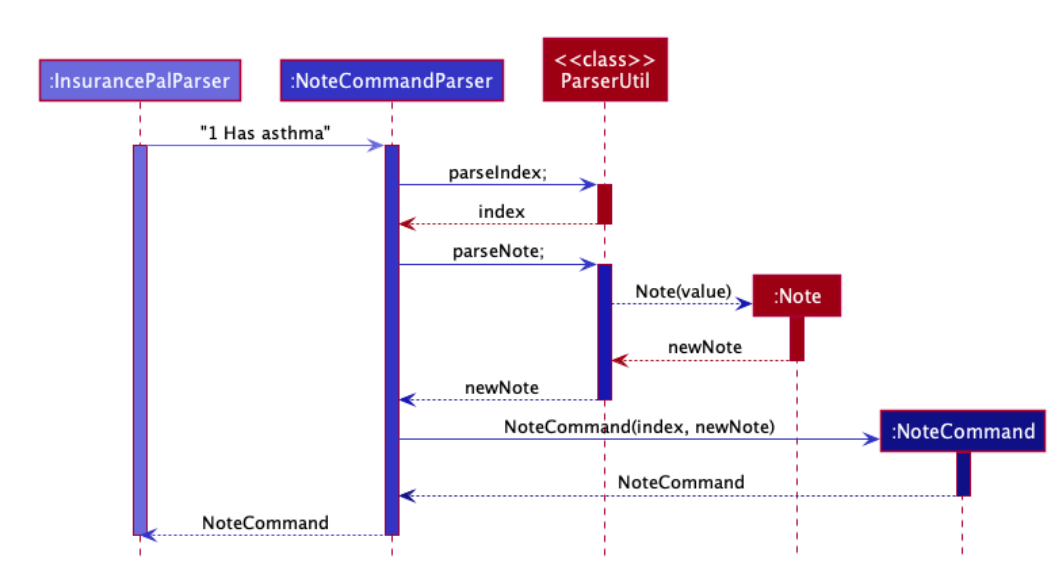 <<class>>
:InsurancePalParser
:NoteCommandParser
ParserUtil
"1 Has asthma"
parseIndex;
index
parseNote;
Note(value)
:Note
newNote
newNote
NoteCommand(index, newNote)
:NoteCommand
NoteCommand
NoteCommand